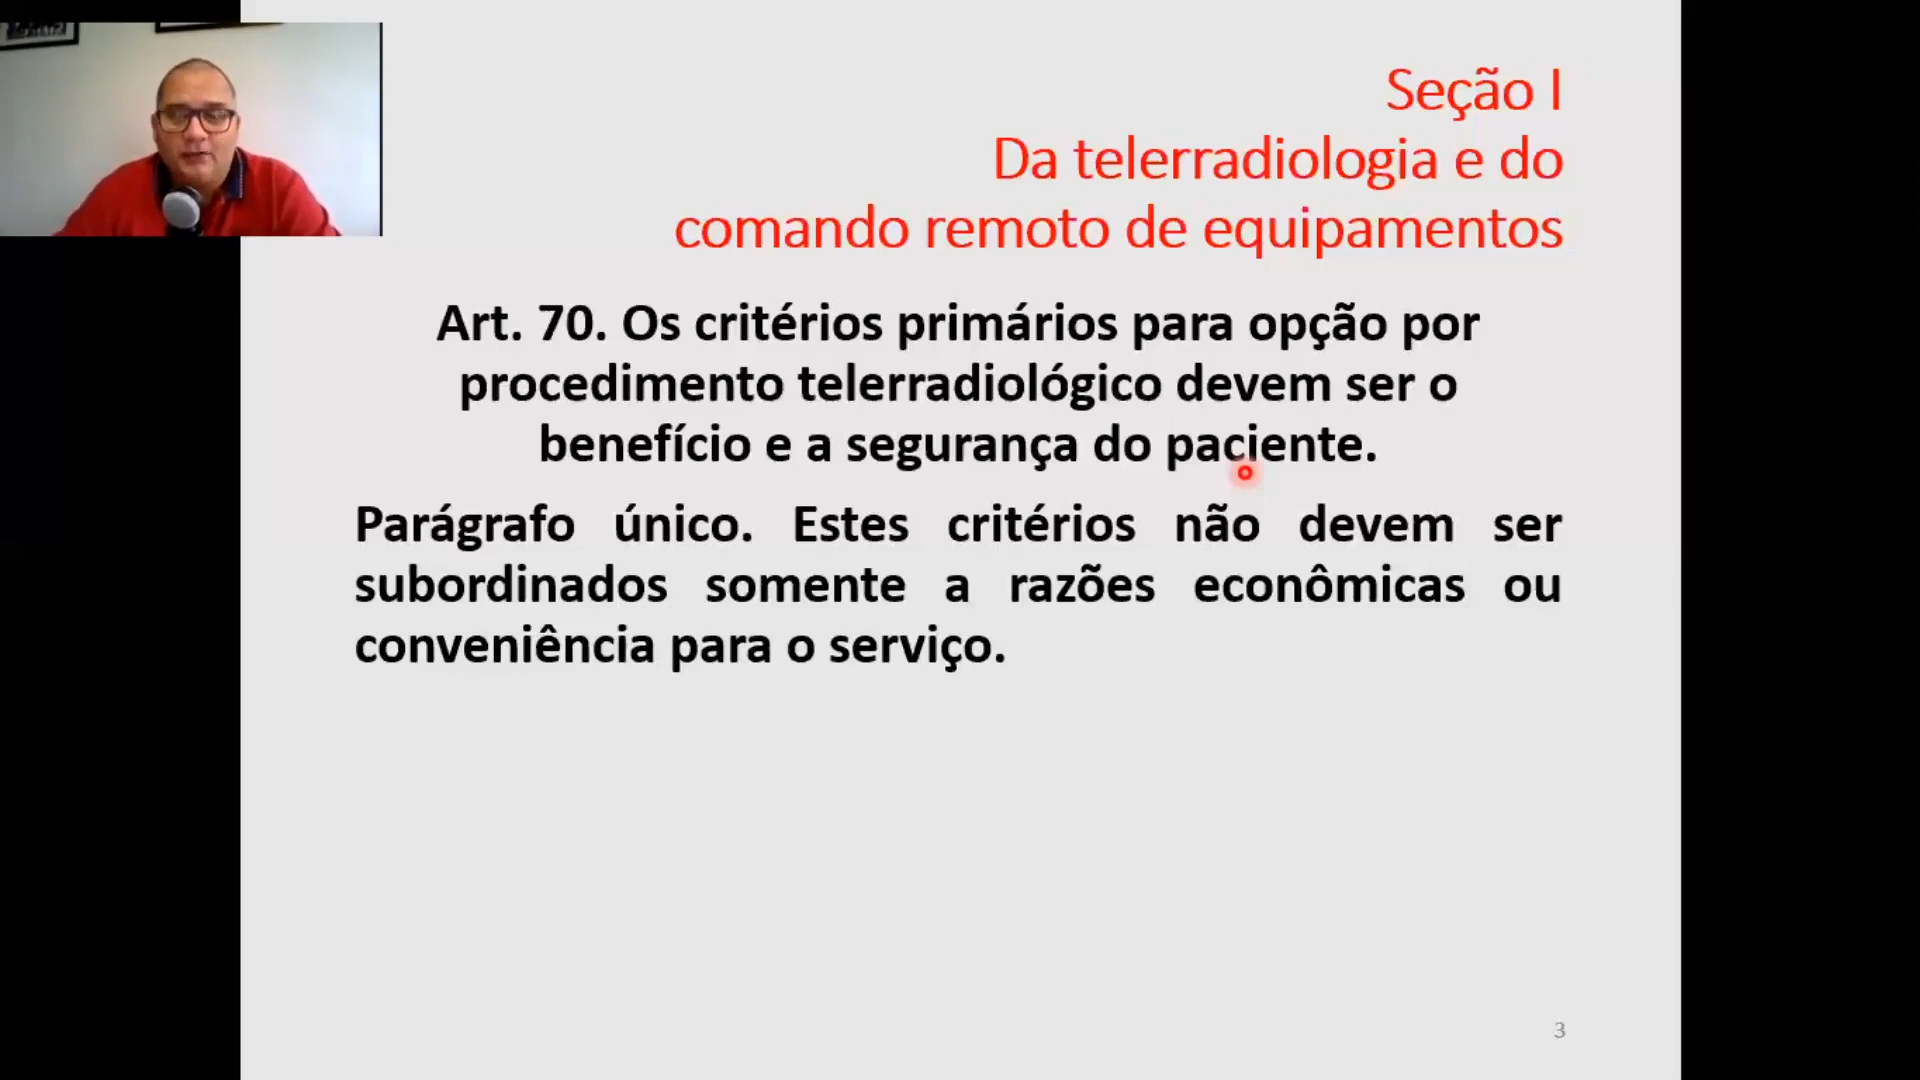 Seção I
Da telerradiologia e do
comando remoto de equipamentos
Art. 70. Os critérios primários para opção por
procedimento telerradiológico devem ser o
benefício e a segurança do paciente.
Parágrafo único. Estes critérios não devem ser
subordinados somente a razões econômicas ou
conveniência para o serviço.
3